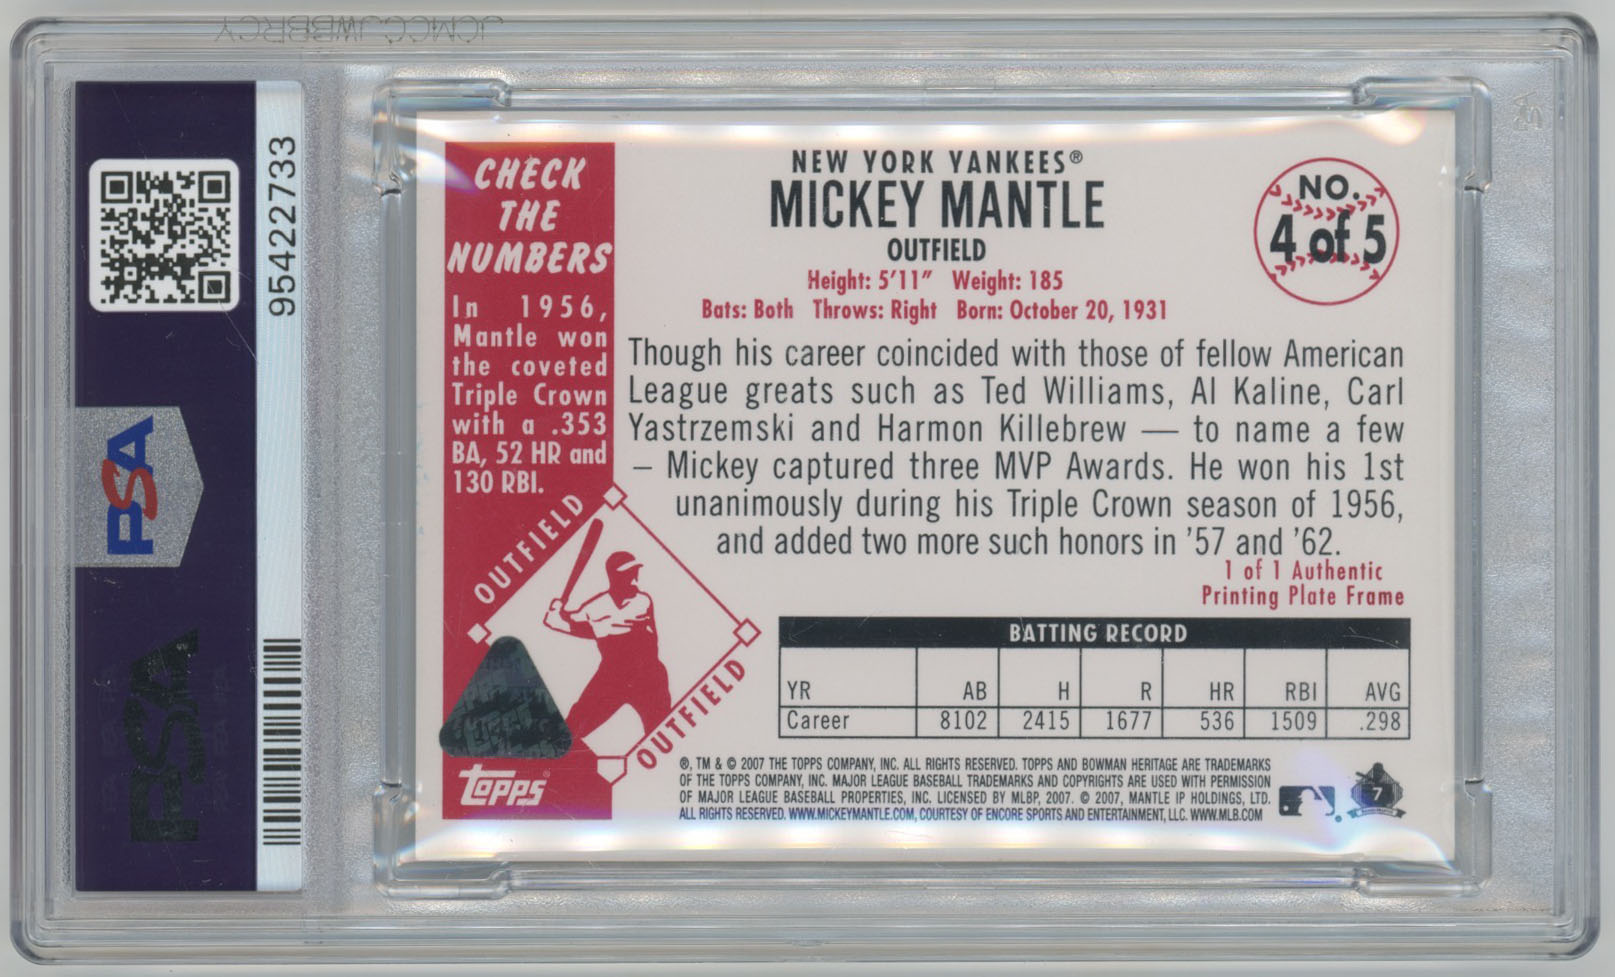 95422733
PSA
PSA
CHECK
THE
NUMBERS
In 1956,
Mantle won
the coveted
Triple Crown
with a .353
BA, 52 HR and
130 RBI.
OUTFIELD
OUTFIELD
Topps
topps
NEW YORK YANKEES®
MICKEY MANTLE
OUTFIELD
Height: 5'11" Weight: 185
Bats: Both Throws: Right Born: October 20, 1931
NO.
4 of 5
Though his career coincided with those of fellow American
League greats such as Ted Williams, Al Kaline, Carl
Yastrzemski and Harmon Killebrew — to name a few
– Mickey captured three MVP Awards. He won his 1st
unanimously during his Triple Crown season of 1956,
and added two more such honors in '57 and '62.
1 of 1 Authentic
Printing Plate Frame
BATTING RECORD
YR AB H R HR RBI AVG
Career 8102 2415 1677 536 1509 .298
®, TM & © 2007 THE TOPPS COMPANY, INC. ALL RIGHTS RESERVED. TOPPS AND BOWMAN HERITAGE ARE TRADEMARKS
OF THE TOPPS COMPANY, INC. MAJOR LEAGUE BASEBALL TRADEMARKS AND COPYRIGHTS ARE USED WITH PERMISSION
OF MAJOR LEAGUE BASEBALL PROPERTIES, INC. LICENSED BY MLBP, 2007. © 2007, MANTLE IP HOLDINGS, LTD.
ALL RIGHTS RESERVED. WWW.MICKEYMANTLE.COM, COURTESY OF ENCORE SPORTS AND ENTERTAINMENT, LLC. WWW.MLB.COM
7